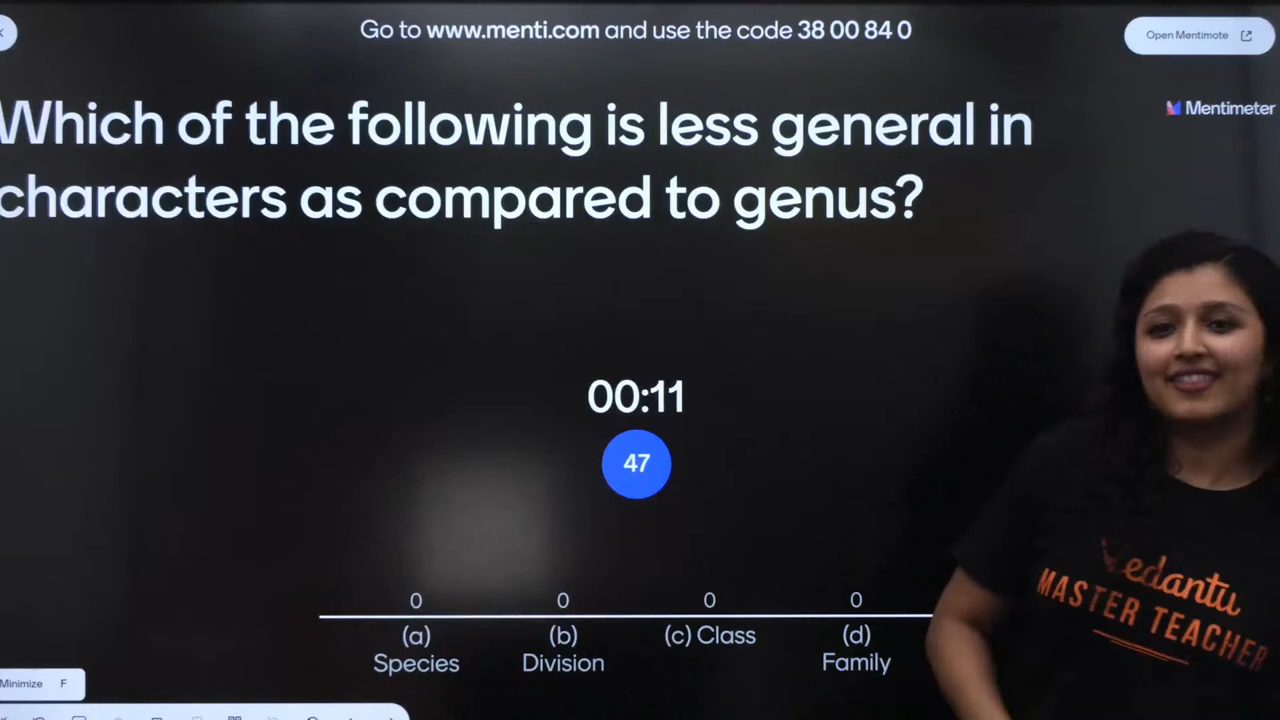 Go to www.menti.com and use the code 38 00 84 0
Open Mentimote
Which of the following is less general in
characters as compared to genus?
Mentimeter
00:11
47
0 0 0 0
(a) (b) (c) Class (d)
Species Division Family
Vedantu
MASTER TEACHER
Minimize F